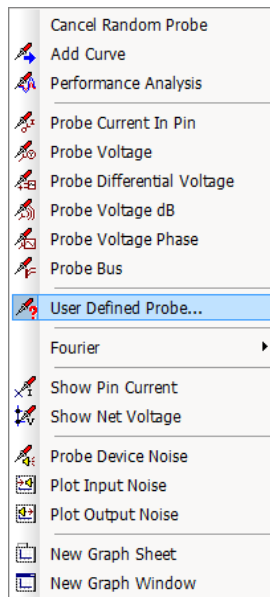 Cancel Random Probe
Add Curve
Performance Analysis
Probe Current In Pin
Probe Voltage
Probe Differential Voltage
Probe Voltage dB
Probe Voltage Phase
Probe Bus
User Defined Probe...
Fourier
Show Pin Current
Show Net Voltage
Probe Device Noise
Plot Input Noise
Plot Output Noise
New Graph Sheet
New Graph Window